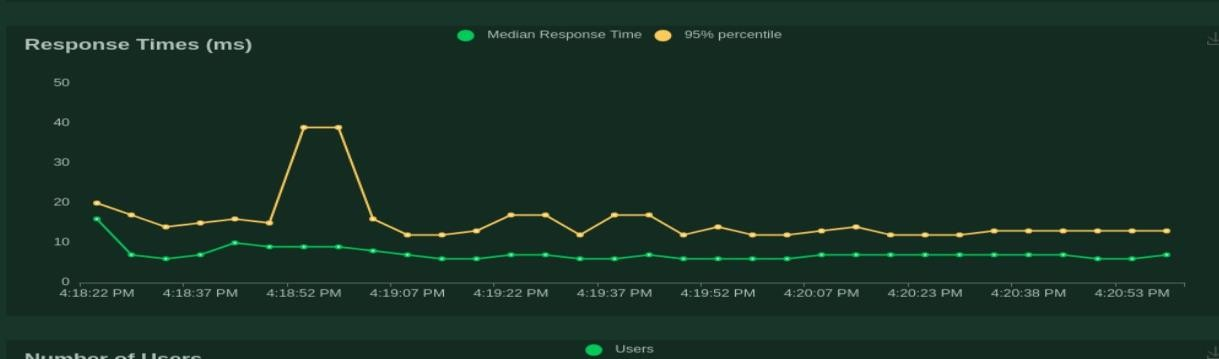 Response Times (ms)
Median Response Time 95% percentile
50
40
30
20
10
0
4:18:22 PM 4:18:37 PM 4:18:52 PM 4:19:07 PM 4:19:22 PM 4:19:37 PM 4:19:52 PM 4:20:07 PM 4:20:23 PM 4:20:38 PM 4:20:53 PM
Number of Users
Users